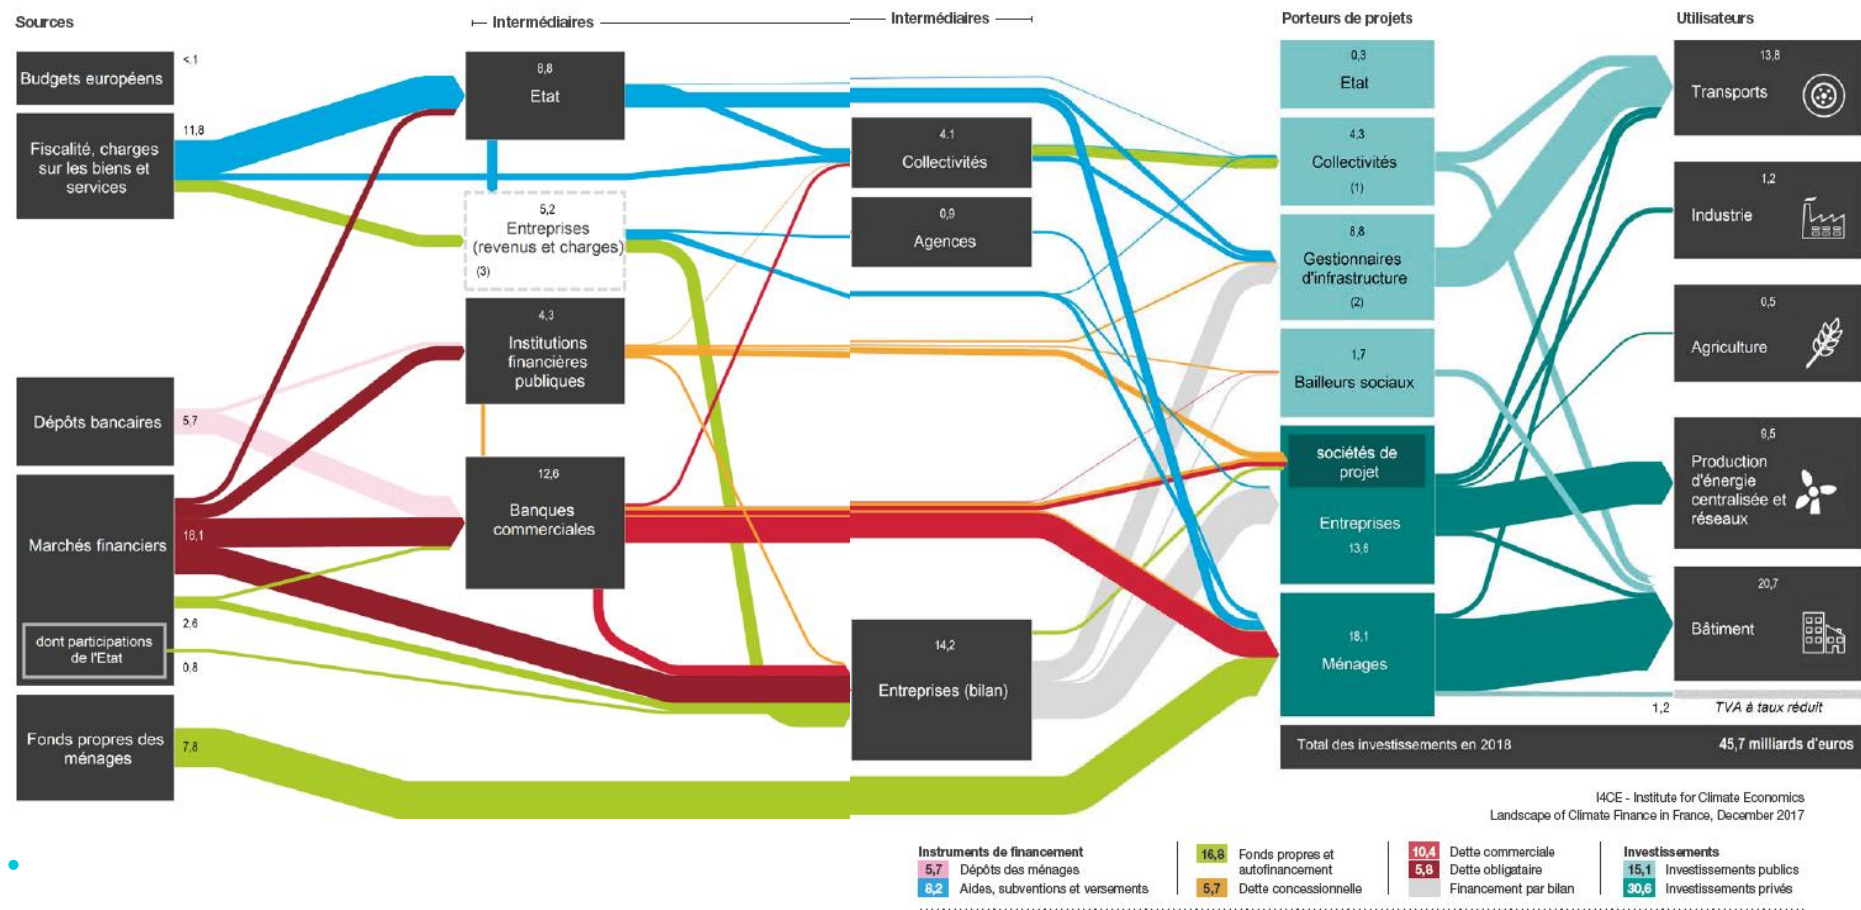 Sources
Intermédiaires
Intermédiaires
Porteurs de projets
Utilisateurs
Budgets européens
<.1
Fiscalité, charges
sur les biens et
services
11,8
Dépôts bancaires
5,7
Marchés financiers
18,1
2,6
dont participations
de l'Etat
0,8
Fonds propres des
ménages
7,8
8,8
Etat
5,2
Entreprises
(revenus et charges)
(3)
4,3
Institutions
financières
publiques
12,6
Banques
commerciales
4.1
Collectivités
0,9
Agences
14,2
Entreprises (bilan)
0,3
Etat
4,3
Collectivités
(1)
8,8
Gestionnaires
d'infrastructure
(2)
1,7
Bailleurs sociaux
sociétés de
projet
Entreprises
13,6
18,1
Ménages
13,8
Transports
1,2
Industrie
0,5
Agriculture
9,5
Production
d'énergie
centralisée et
réseaux
20,7
Bâtiment
1,2
TVA à taux réduit
Total des investissements en 2018
45,7 milliards d'euros
I4CE - Institute for Climate Economics
Landscape of Climate Finance in France, December 2017
Instruments de financement
5,7 Dépôts des ménages
8,2 Aides, subventions et versements
16,8 Fonds propres et
autofinancement
5,7 Dette concessionnelle
10,4 Dette commerciale
5,8 Dette obligataire
Financement par bilan
Investissements
15,1 Investissements publics
30,6 Investissements privés